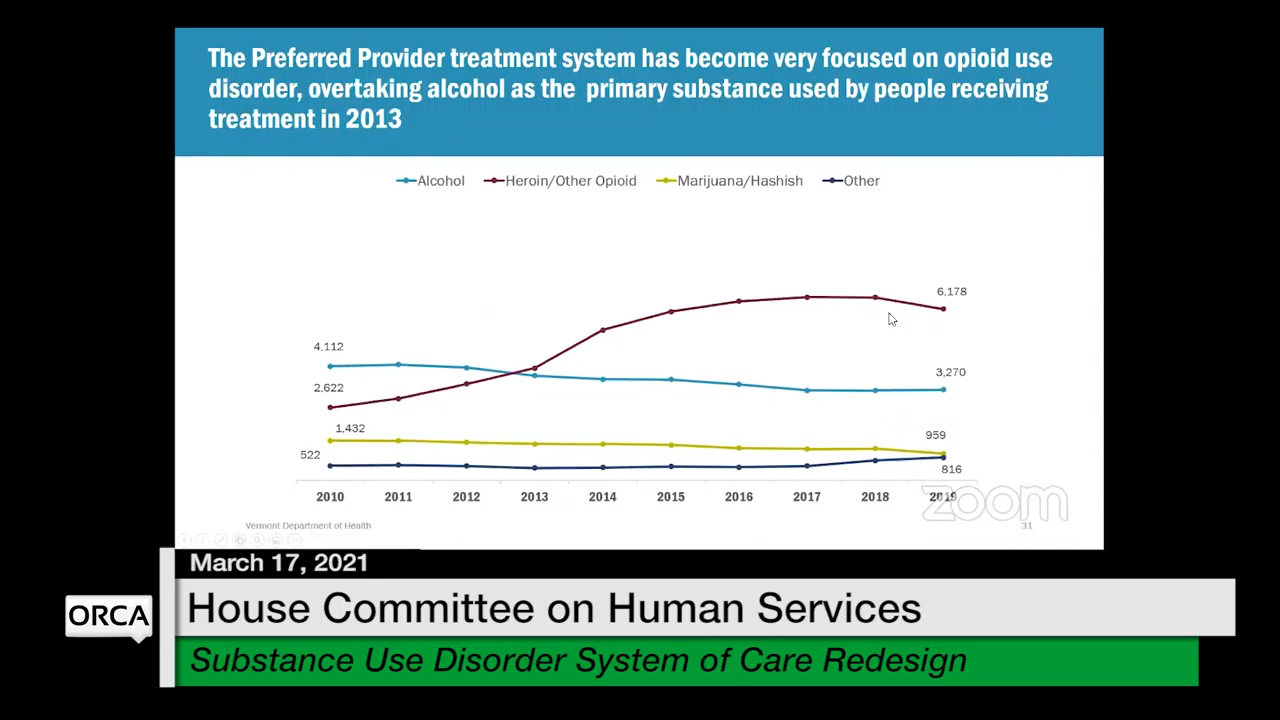 The Preferred Provider treatment system has become very focused on opioid use
disorder, overtaking alcohol as the primary substance used by people receiving
treatment in 2013
Alcohol Heroin/Other Opioid Marijuana/Hashish Other
6,178
4,112
3,270
2,622
1,432
959
522
816
2010 2011 2012 2013 2014 2015 2016 2017 2018 2019
zoom
Vermont Department of Health 31
March 17, 2021
ORCA
House Committee on Human Services
Substance Use Disorder System of Care Redesign